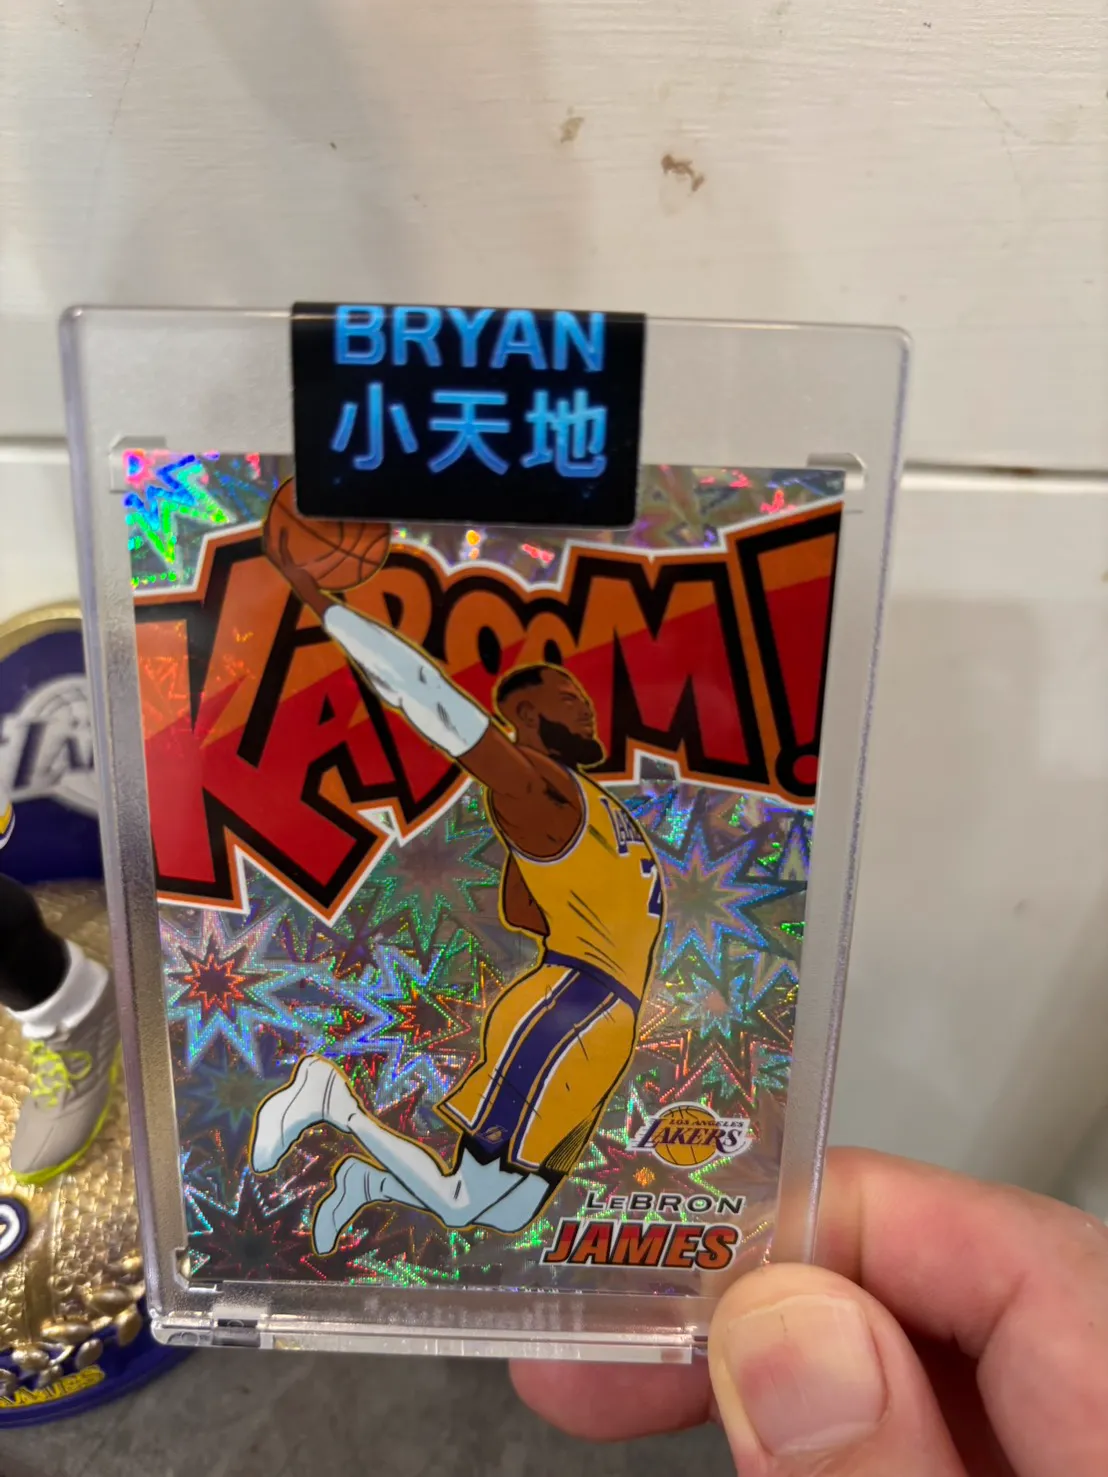 BRYAN
小天地
KABOOM!
LOS ANGELES
LAKERS
LEBRON
JAMES